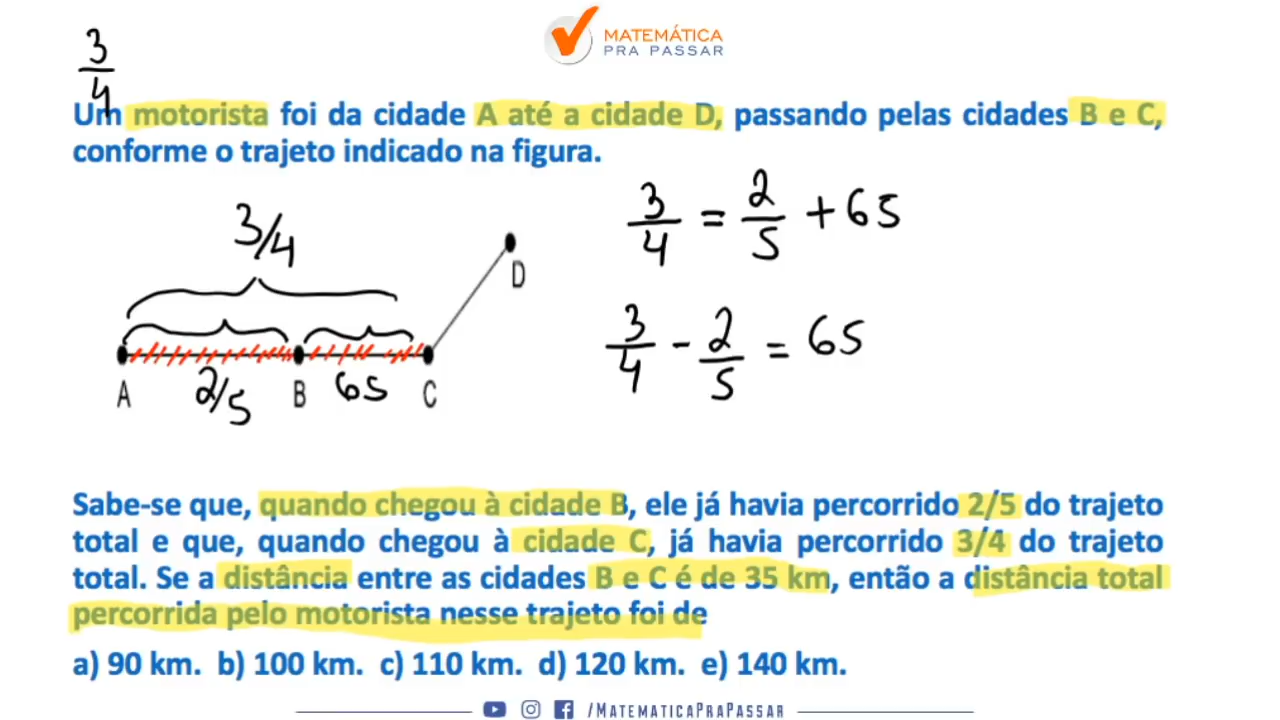 MATEMÁTICA
PRA PASSAR
3/4
Um motorista foi da cidade A até a cidade D, passando pelas cidades B e C,
conforme o trajeto indicado na figura.
3/4
D
A 2/5 B 65 C
3/4 = 2/5 + 65
3/4 - 2/5 = 65
Sabe-se que, quando chegou à cidade B, ele já havia percorrido 2/5 do trajeto
total e que, quando chegou à cidade C, já havia percorrido 3/4 do trajeto
total. Se a distância entre as cidades B e C é de 35 km, então a distância total
percorrida pelo motorista nesse trajeto foi de
a) 90 km. b) 100 km. c) 110 km. d) 120 km. e) 140 km.
/MATEMATICAPRAPASSAR